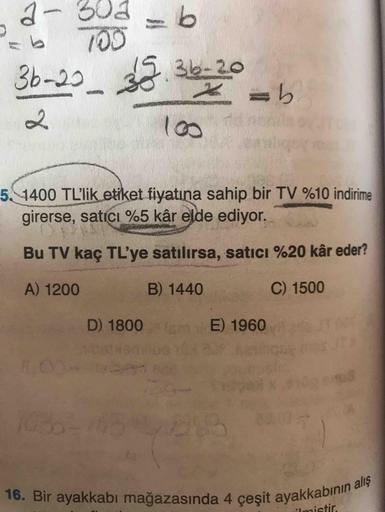 a - 30a = b
100
= b
3b-20 - 30 15 . 3b-20 = b
2 2
100
5. 1400 TL'lik etiket fiyatına sahip bir TV %10 indirime
girerse, satıcı %5 kâr elde ediyor.
Bu TV kaç TL'ye satılırsa, satıcı %20 kâr eder?
A) 1200 B) 1440 C) 1500
D) 1800 E) 1960
16. Bir ayakkabı mağazasında 4 çeşit ayakkabının alış